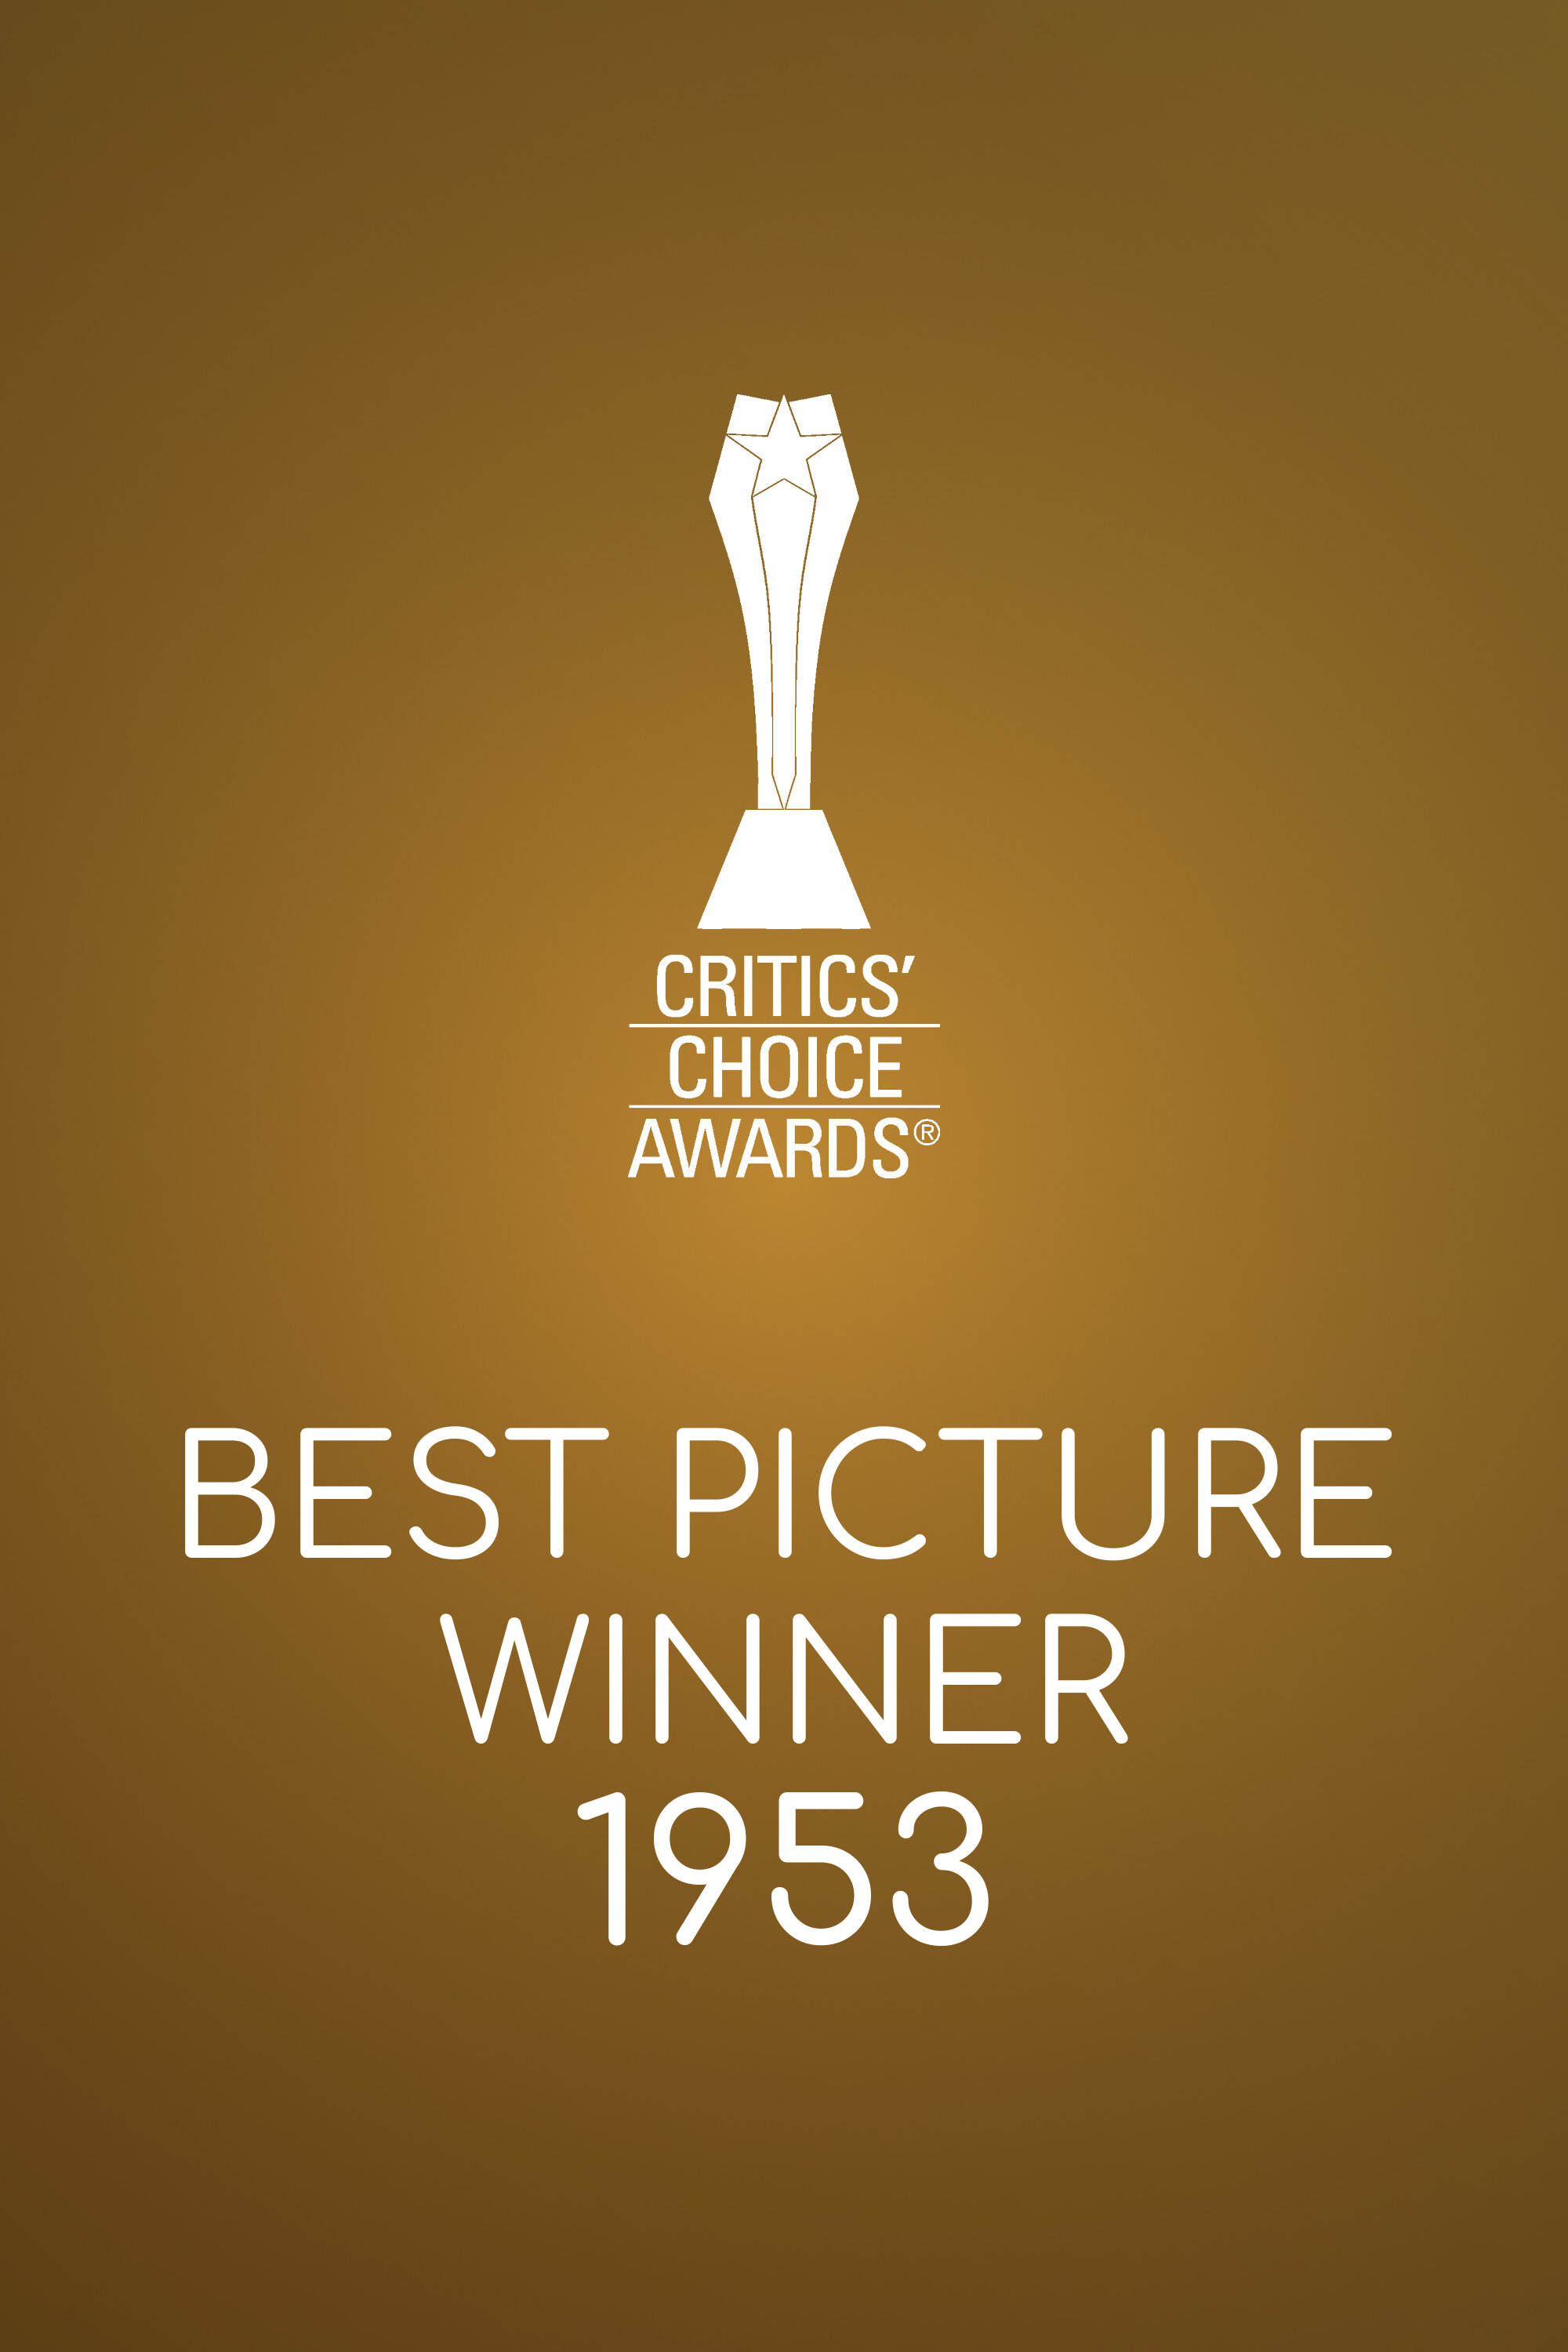 CRITICS'
CHOICE
AWARDS®
BEST PICTURE
WINNER
1953